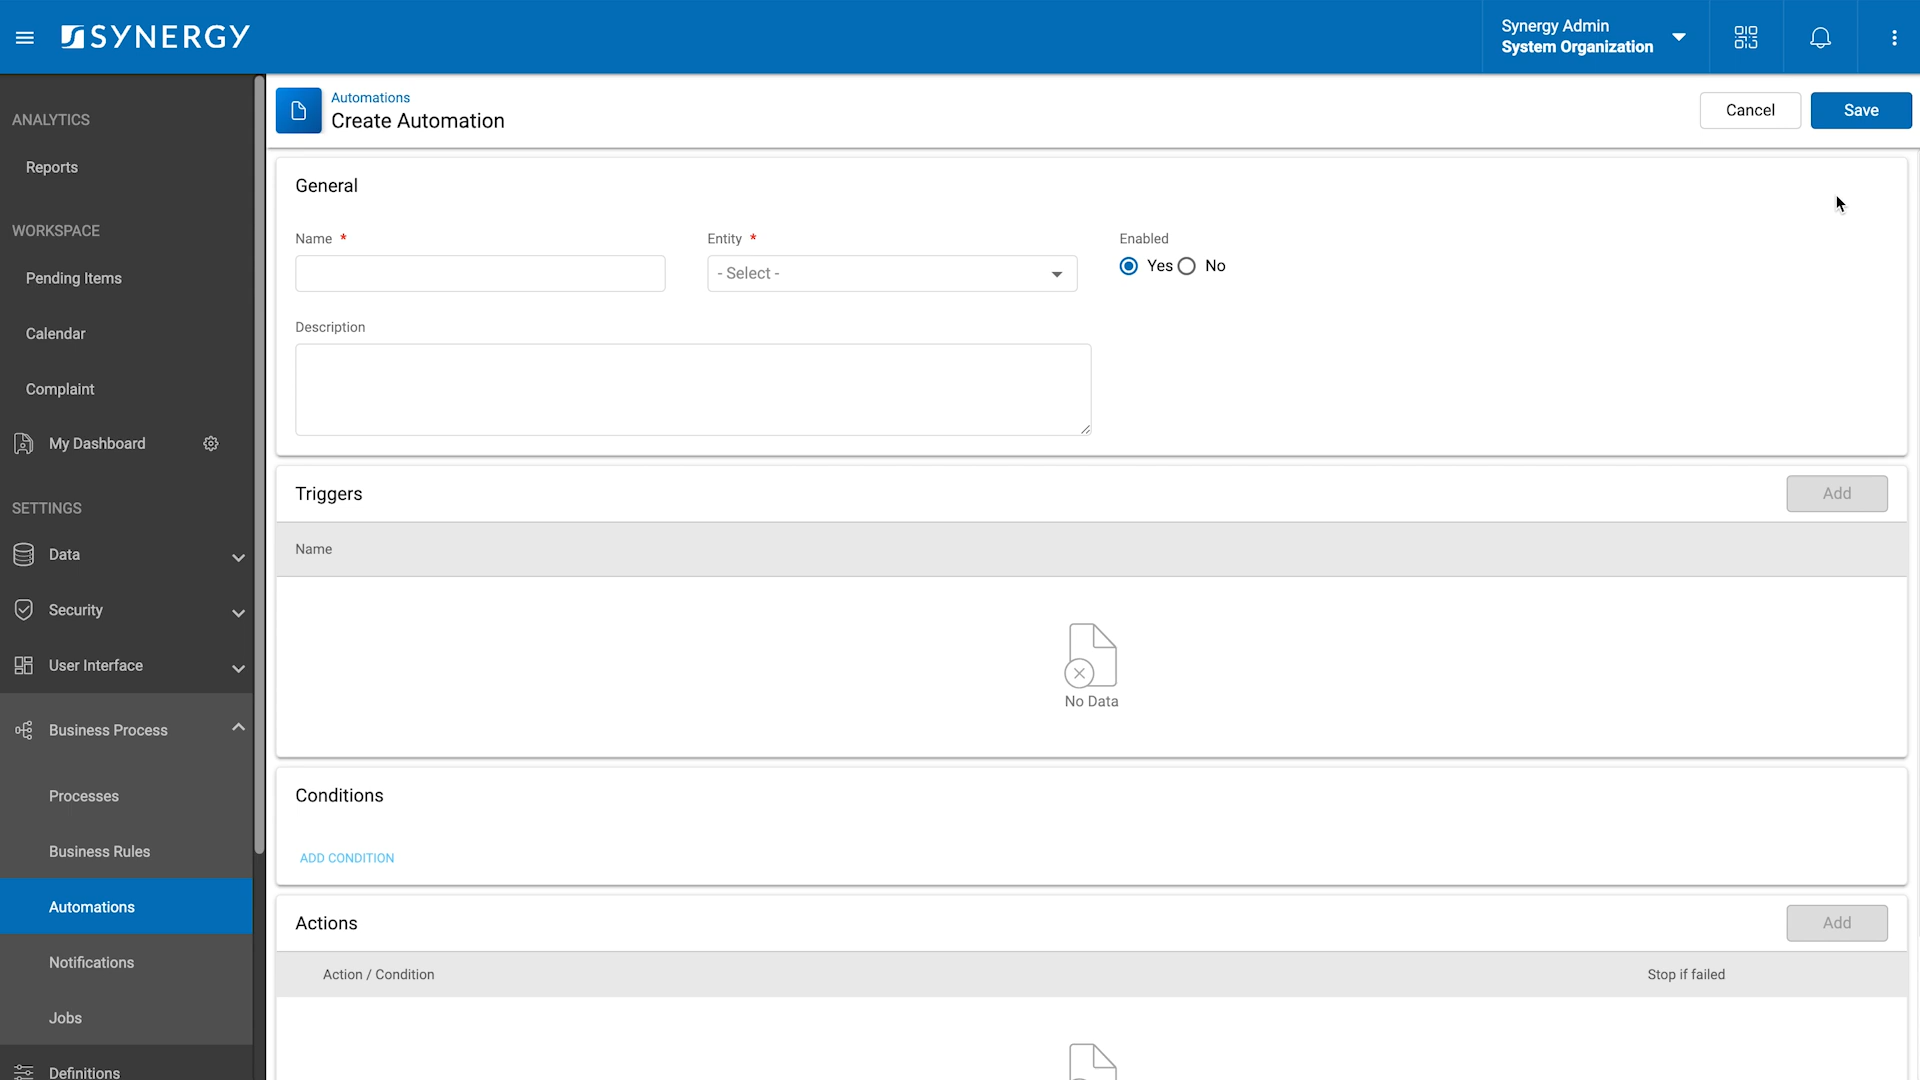 SYNERGY
Synergy Admin
System Organization
ANALYTICS
Reports
WORKSPACE
Pending Items
Calendar
Complaint
My Dashboard
SETTINGS
Data
Security
User Interface
Business Process
Processes
Business Rules
Automations
Notifications
Jobs
Definitions
Automations
Create Automation
Cancel
Save
General
Name *
Entity *
Enabled
- Select -
Yes
No
Description
Triggers
Add
Name
No Data
Conditions
ADD CONDITION
Actions
Add
Action / Condition
Stop if failed